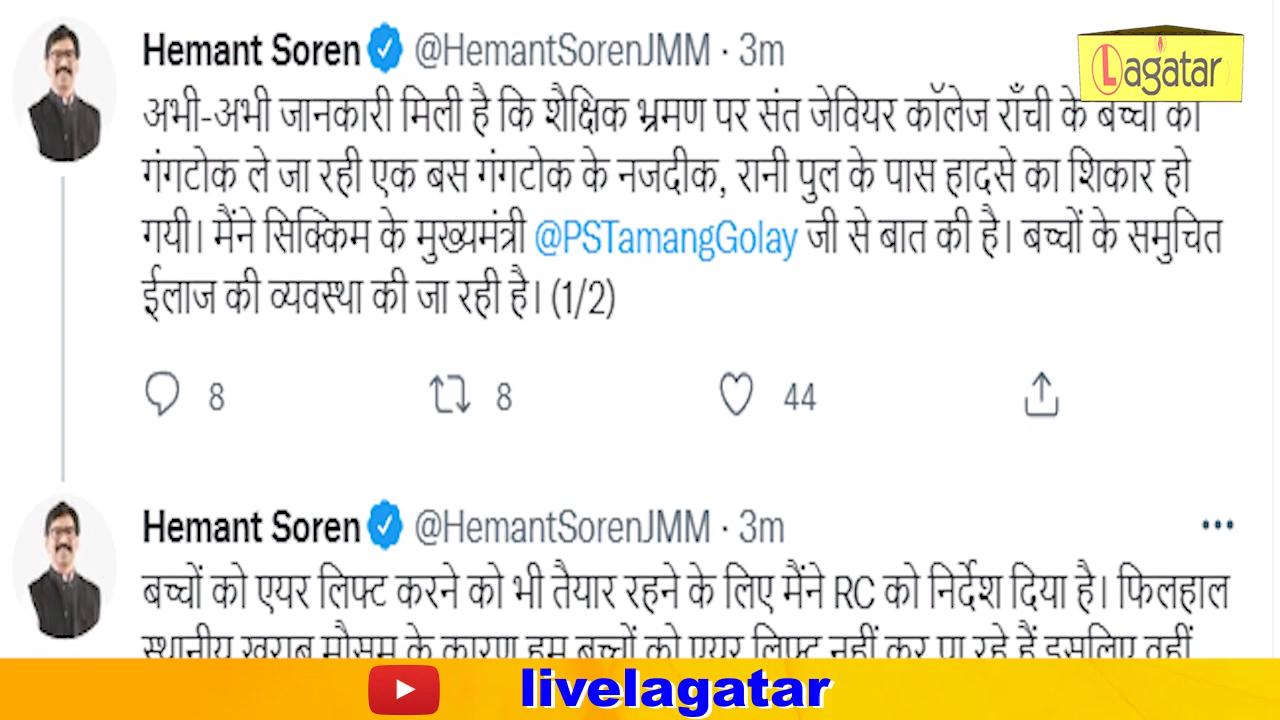 Hemant Soren @HemantSorenJMM · 3m
Lagatar
अभी-अभी जानकारी मिली है कि शैक्षिक भ्रमण पर संत जेवियर कॉलेज राँची के बच्चों को
गंगटोक ले जा रही एक बस गंगटोक के नजदीक, रानी पुल के पास हादसे का शिकार हो
गयी। मैंने सिक्किम के मुख्यमंत्री @PSTamangGolay जी से बात की है। बच्चों के समुचित
ईलाज की व्यवस्था की जा रही है। (1/2)
8 8 44
Hemant Soren @HemantSorenJMM · 3m
बच्चों को एयर लिफ्ट करने को भी तैयार रहने के लिए मैंने RC को निर्देश दिया है। फिलहाल
स्थानीय खराब मौसम के कारण हम बच्चों को एयर लिफ्ट नहीं कर पा रहे हैं इसलिए वहीं
livelagatar